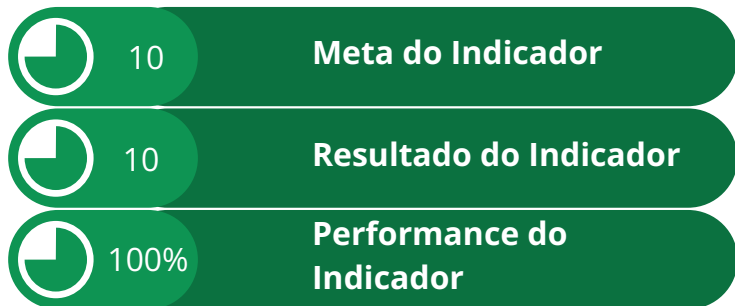 10 Meta do Indicador
10 Resultado do Indicador
100% Performance do
Indicador